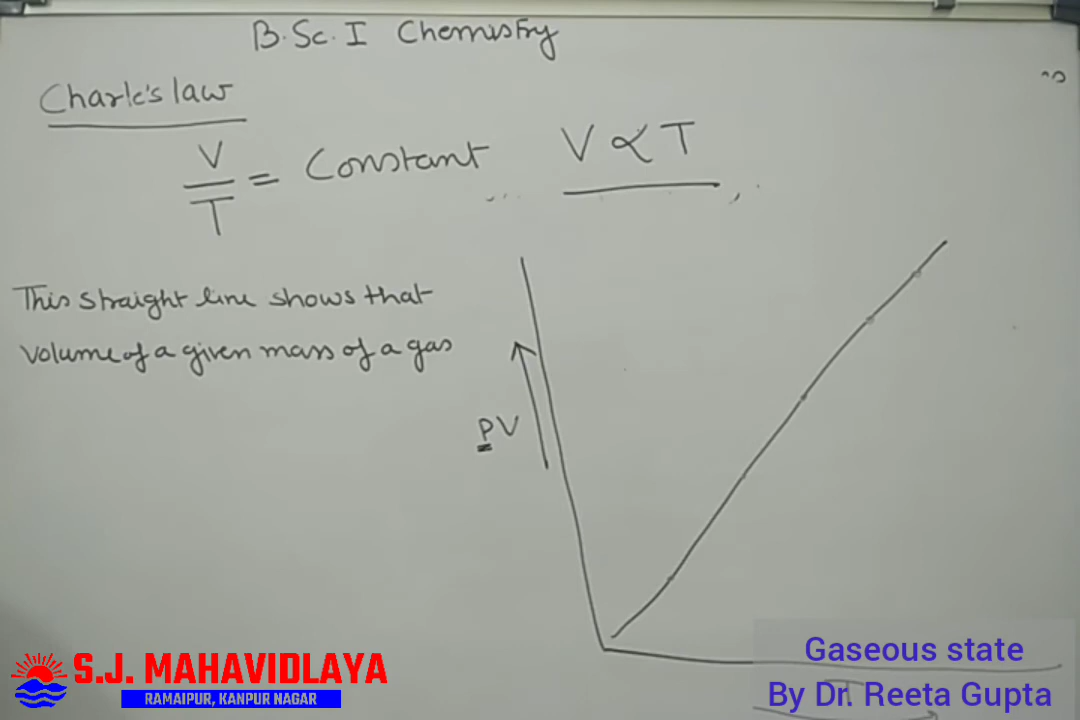 B.Sc. I Chemistry
Charle's law
V/T = Constant V ∝ T
This straight line shows that
volume of a given mass of a gas
PV
Gaseous state
By Dr. Reeta Gupta
S.J. MAHAVIDLAYA
RAMAIPUR, KANPUR NAGAR